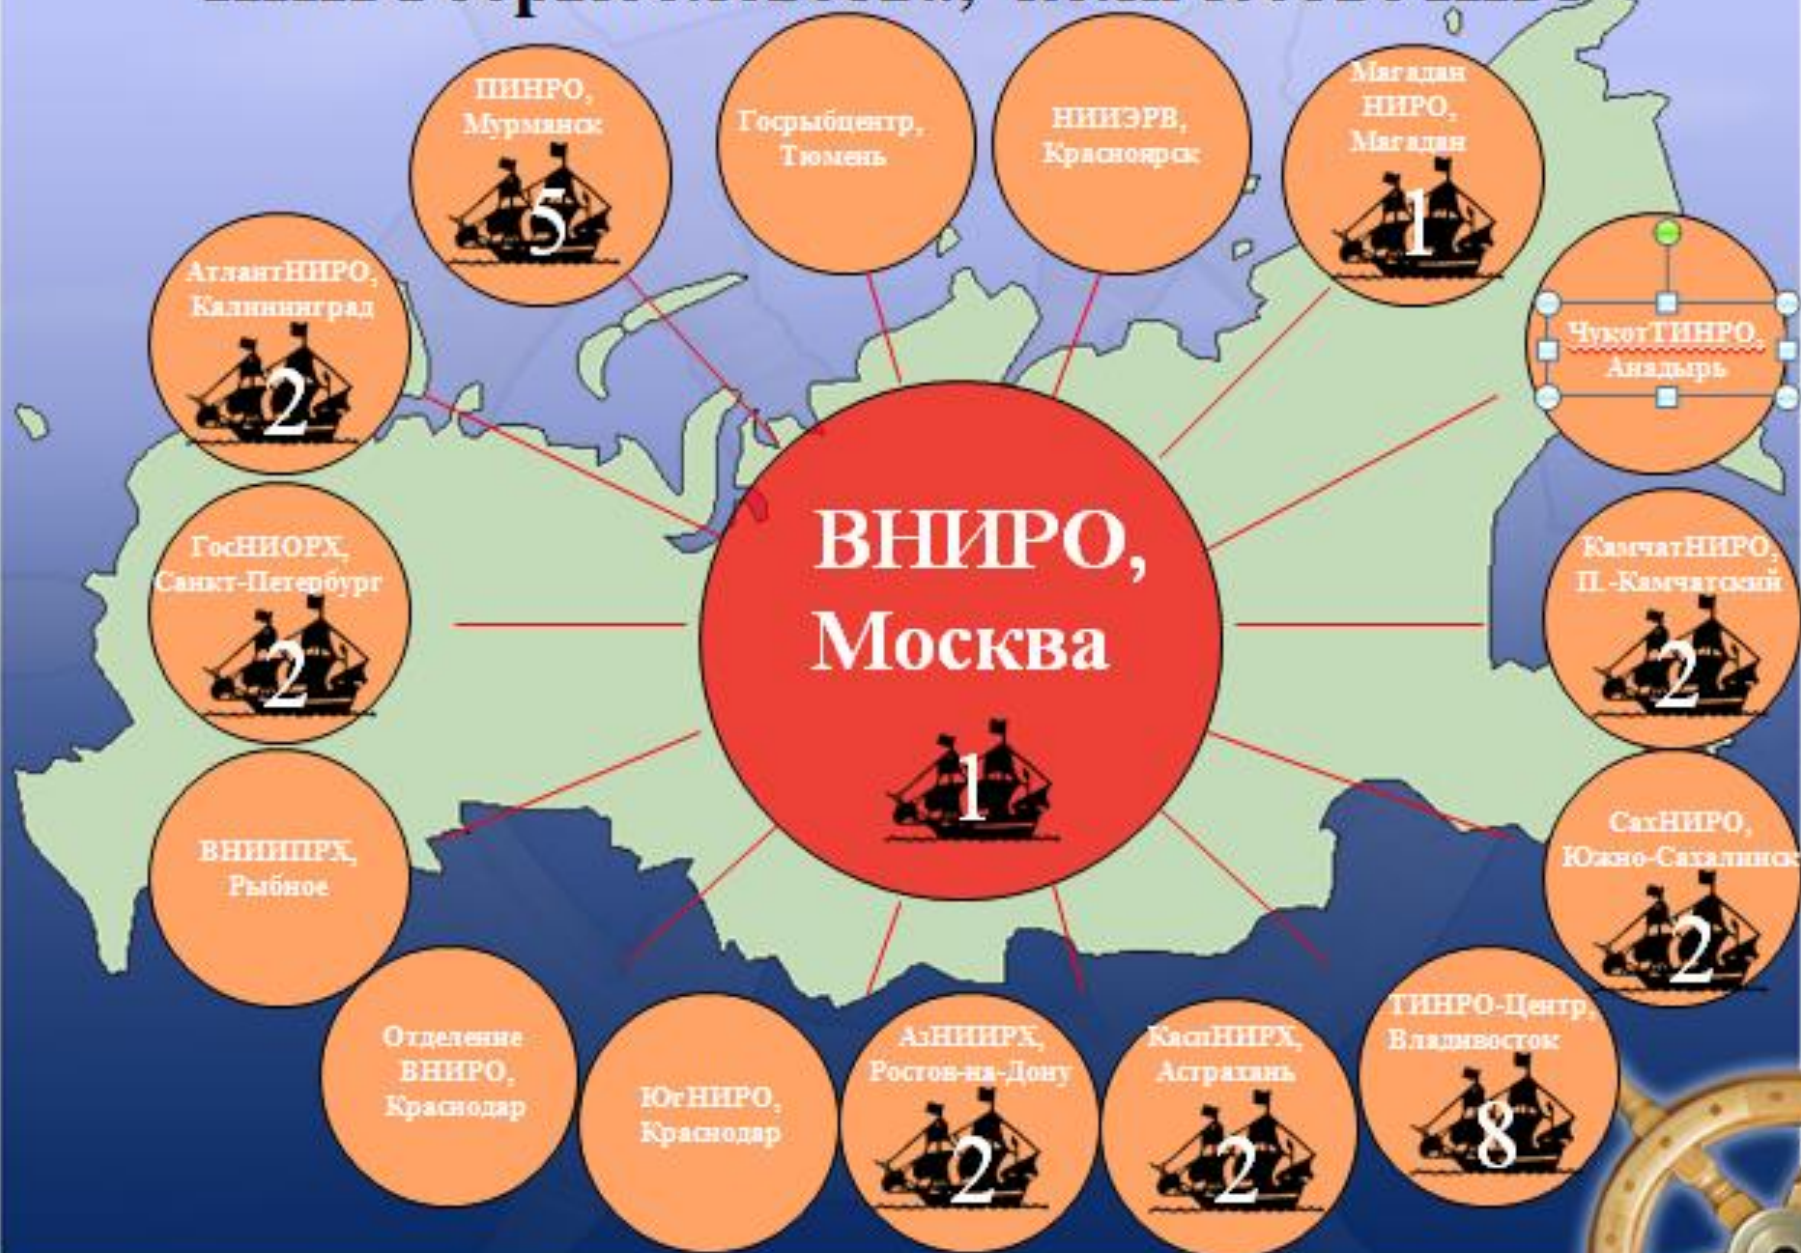 ПИНРО,
Мурманск
5
Госрыбцентр,
Тюмень
НИИЭРВ,
Красноярск
Магадан
НИРО,
Магадан
1
АтлантНИРО,
Калининград
2
ЧукотТИНРО,
Анадырь
ГосНИОРХ,
Санкт-Петербург
2
ВНИРО,
Москва
1
КамчатНИРО,
П.-Камчатский
2
ВНИИПРХ,
Рыбное
СахНИРО,
Южно-Сахалинск
2
Отделение
ВНИРО,
Краснодар
ЮгНИРО,
Краснодар
АзНИИРХ,
Ростов-на-Дону
2
КаспНИРХ,
Астрахань
2
ТИНРО-Центр,
Владивосток
8